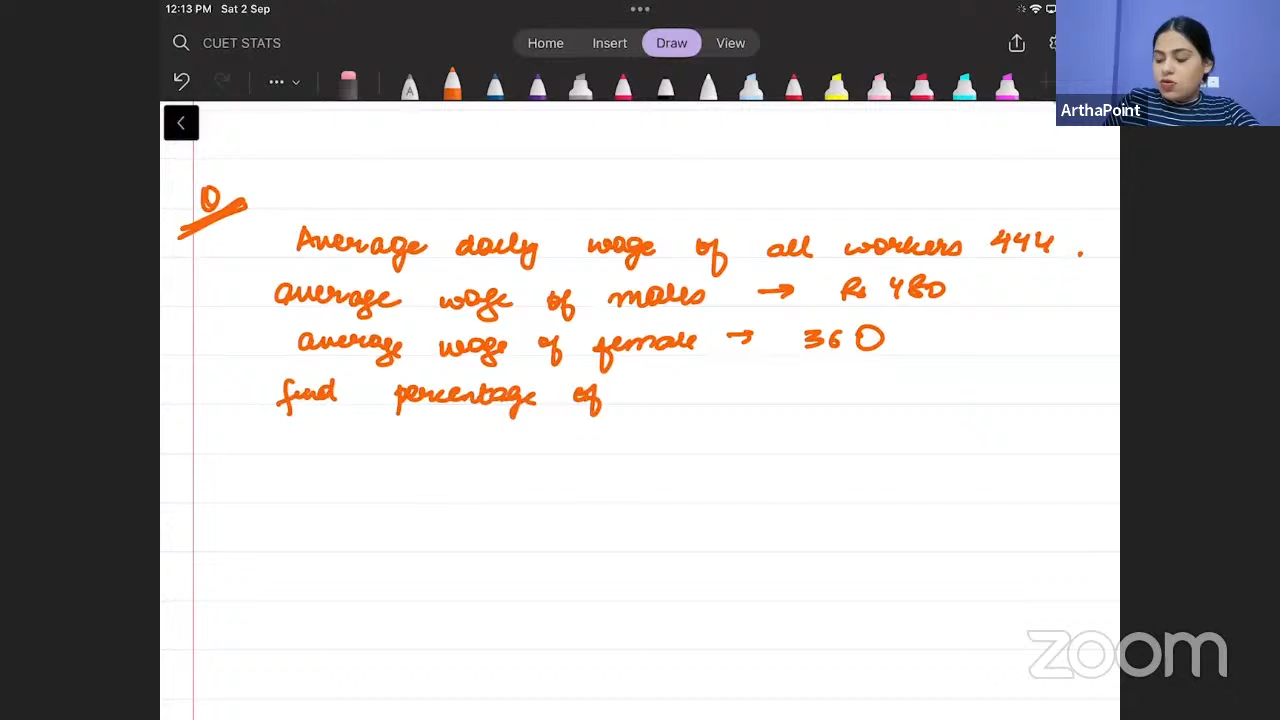 12:13 PM Sat 2 Sep
CUET STATS
Home Insert Draw View
A
ArthaPoint
Q
Average daily wage of all workers 444.
average wage of males → Rs 480
average wage of female → 360
find percentage of
zoom